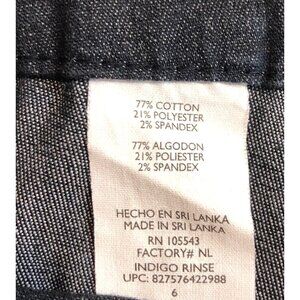 77% COTTON
21% POLYESTER
2% SPANDEX
77% ALGODON
21% POLIESTER
2% SPANDEX
HECHO EN SRI LANKA
MADE IN SRI LANKA
RN 105543
FACTORY# NL
INDIGO RINSE
UPC: 827576422988
6